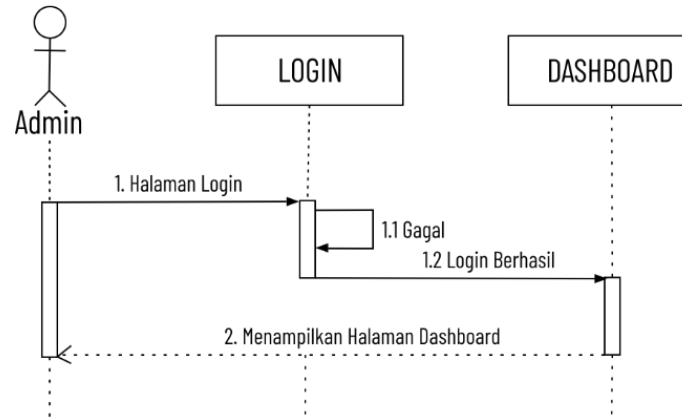 LOGIN
DASHBOARD
Admin
1. Halaman Login
1.1 Gagal
1.2 Login Berhasil
2. Menampilkan Halaman Dashboard